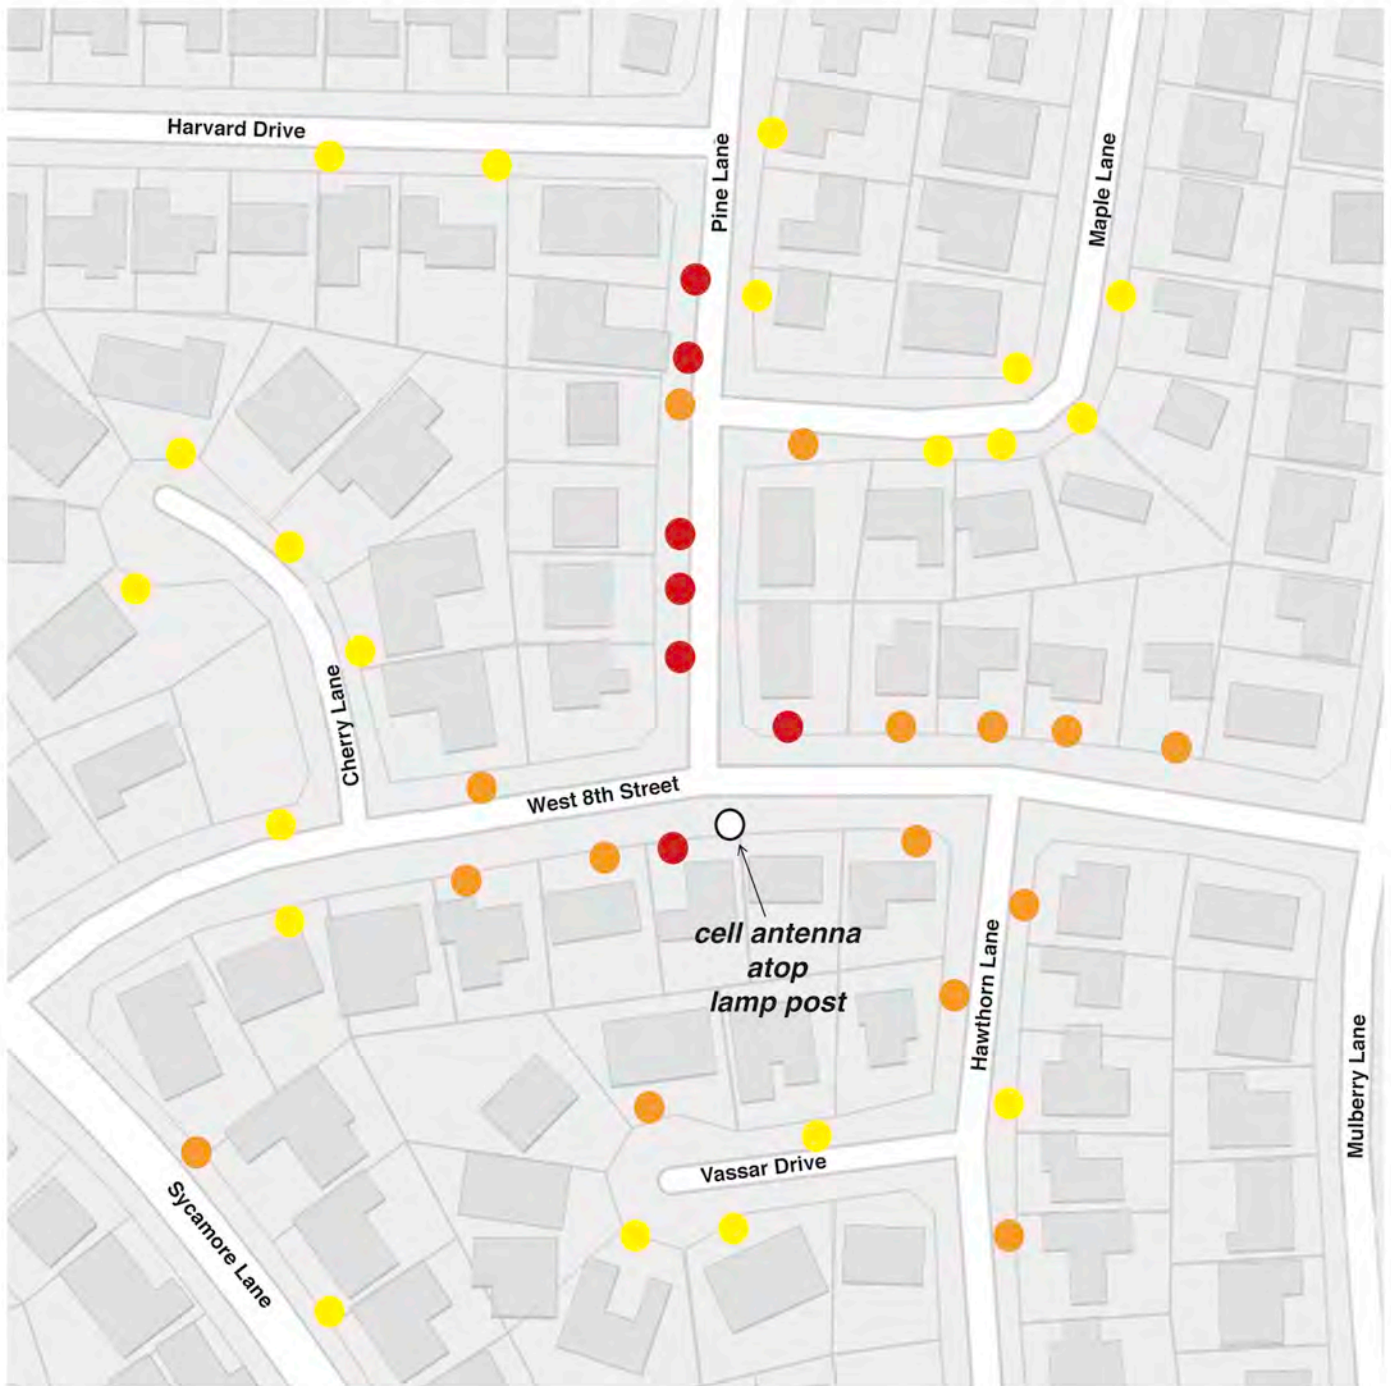 Harvard Drive
Pine Lane
Maple Lane
Cherry Lane
West 8th Street
cell antenna
atop
lamp post
Hawthorn Lane
Mulberry Lane
Vassar Drive
Sycamore Lane